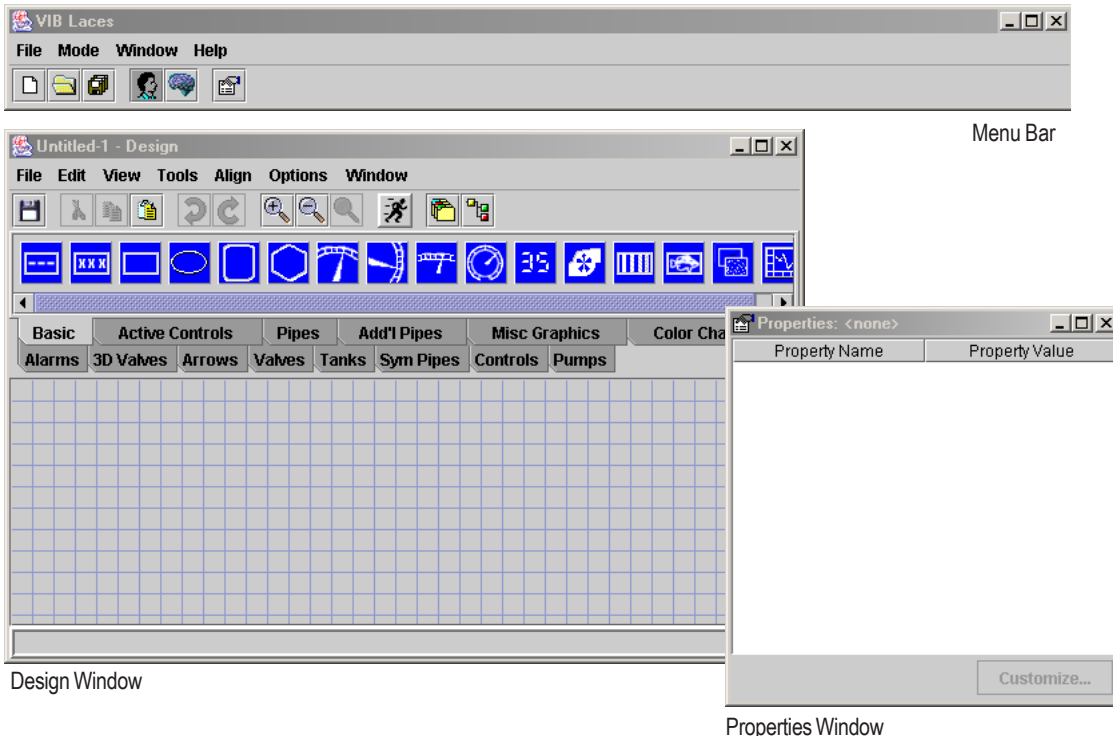 VIB Laces
File Mode Window Help
Menu Bar
Untitled-1 - Design
File Edit View Tools Align Options Window
--- xxx 35
Basic Active Controls Pipes Add'l Pipes Misc Graphics Color Cha
Alarms 3D Valves Arrows Valves Tanks Sym Pipes Controls Pumps
Design Window
Properties: <none>
Property Name Property Value
Customize...
Properties Window